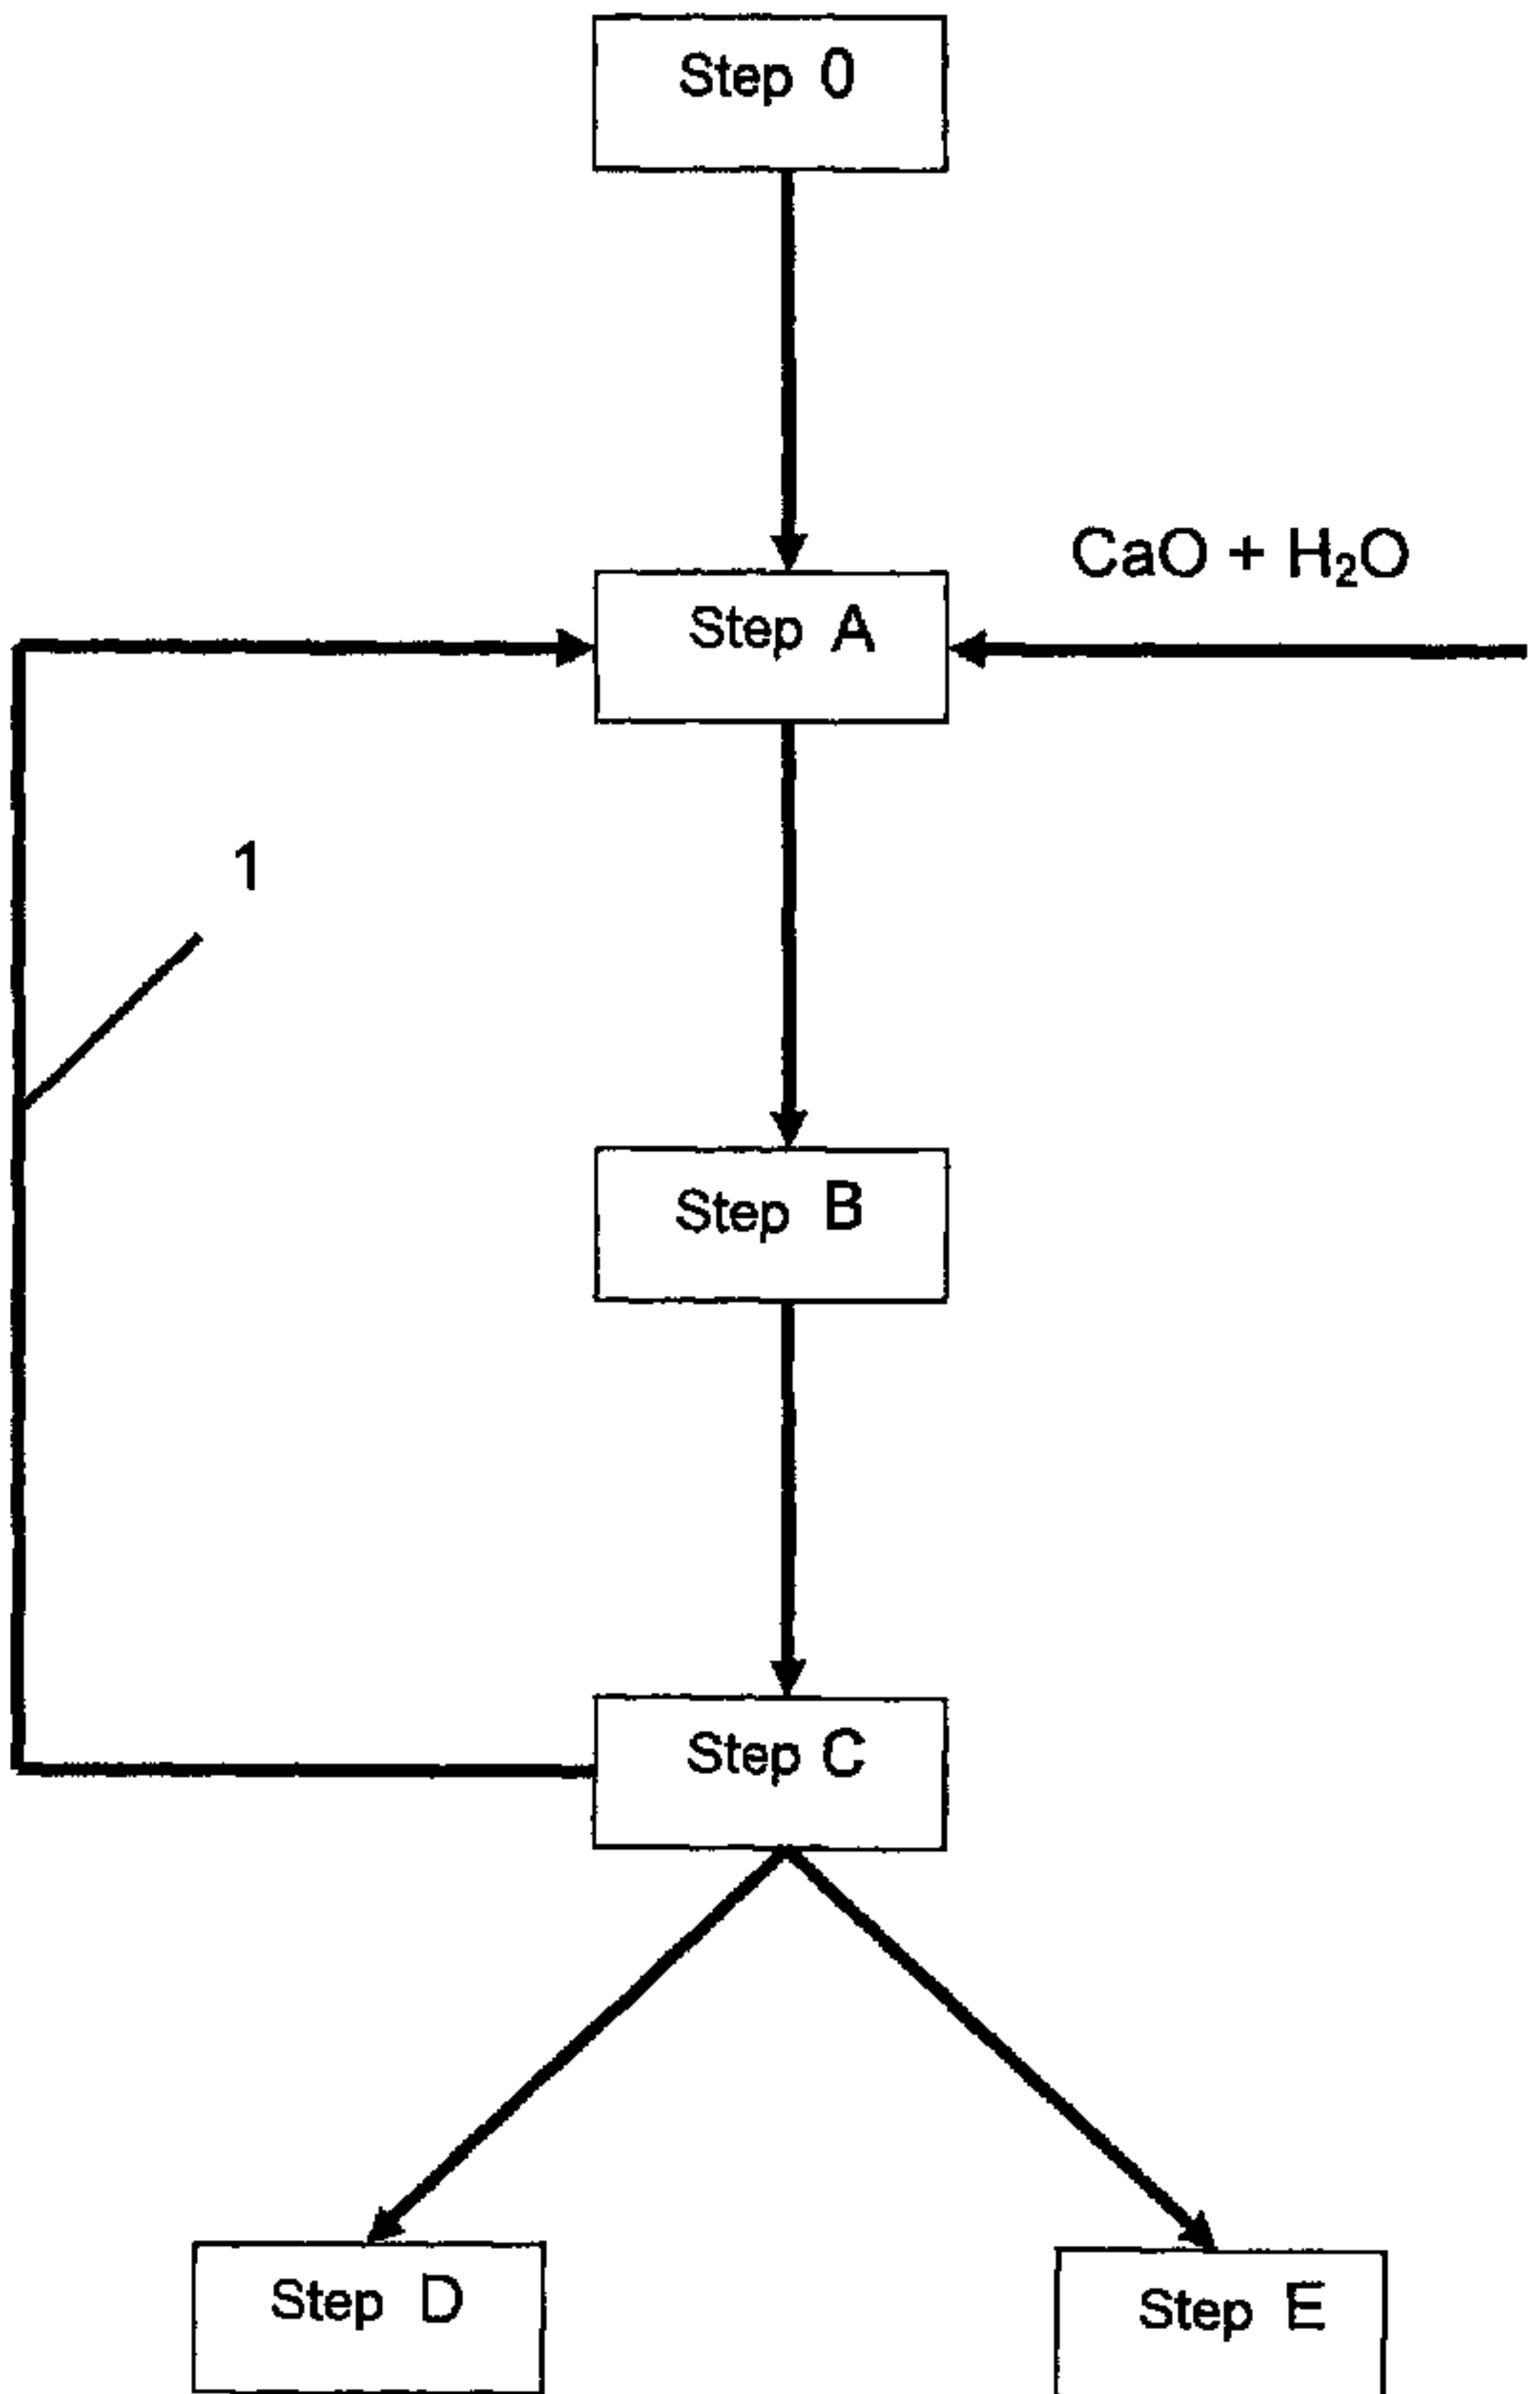 Step 0
CaO + H₂O
Step A
1
Step B
Step C
Step D
Step E